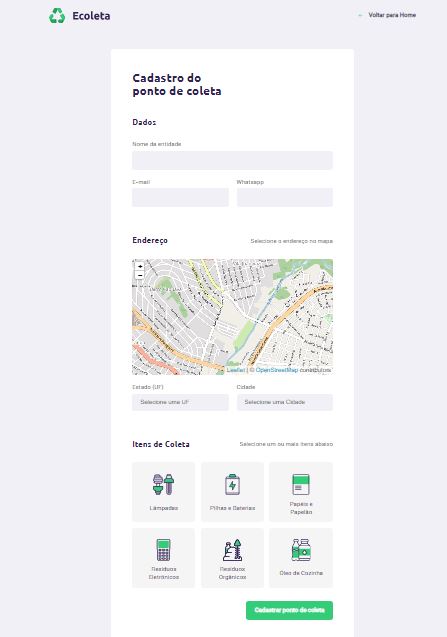 Ecoleta
← Voltar para Home
Cadastro do
ponto de coleta
Dados
Nome da entidade
E-mail
Whatsapp
Endereço
Selecione o endereço no mapa
+
−
Leaflet | © OpenStreetMap contributors
Estado (UF)
Cidade
Selecione uma UF
Selecione uma Cidade
Itens de Coleta
Selecione um ou mais itens abaixo
Lâmpadas
Pilhas e Baterias
Papéis e
Papelão
Resíduos
Eletrônicos
Resíduos
Orgânicos
Óleo de Cozinha
Cadastrar ponto de coleta